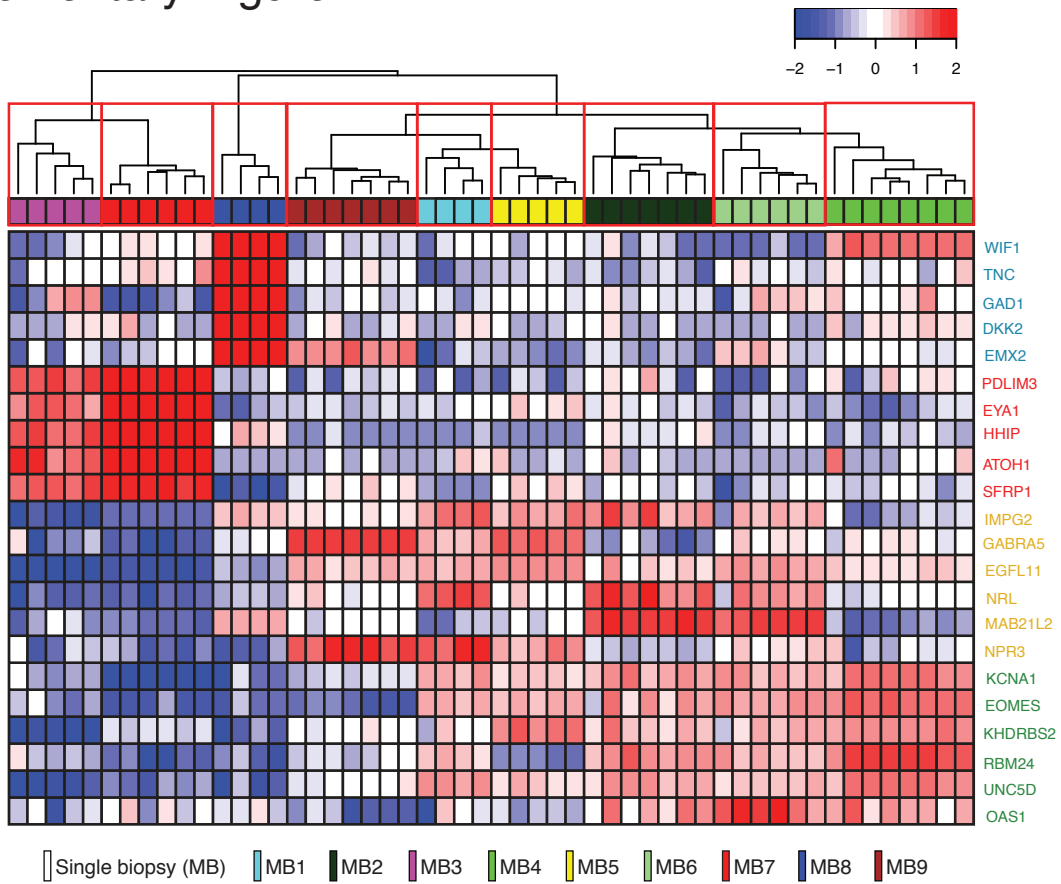 −2 −1 0 1 2
WIF1
TNC
GAD1
DKK2
EMX2
PDLIM3
EYA1
HHIP
ATOH1
SFRP1
IMPG2
GABRA5
EGFL11
NRL
MAB21L2
NPR3
KCNA1
EOMES
KHDRBS2
RBM24
UNC5D
OAS1
Single biopsy (MB) MB1 MB2 MB3 MB4 MB5 MB6 MB7 MB8 MB9